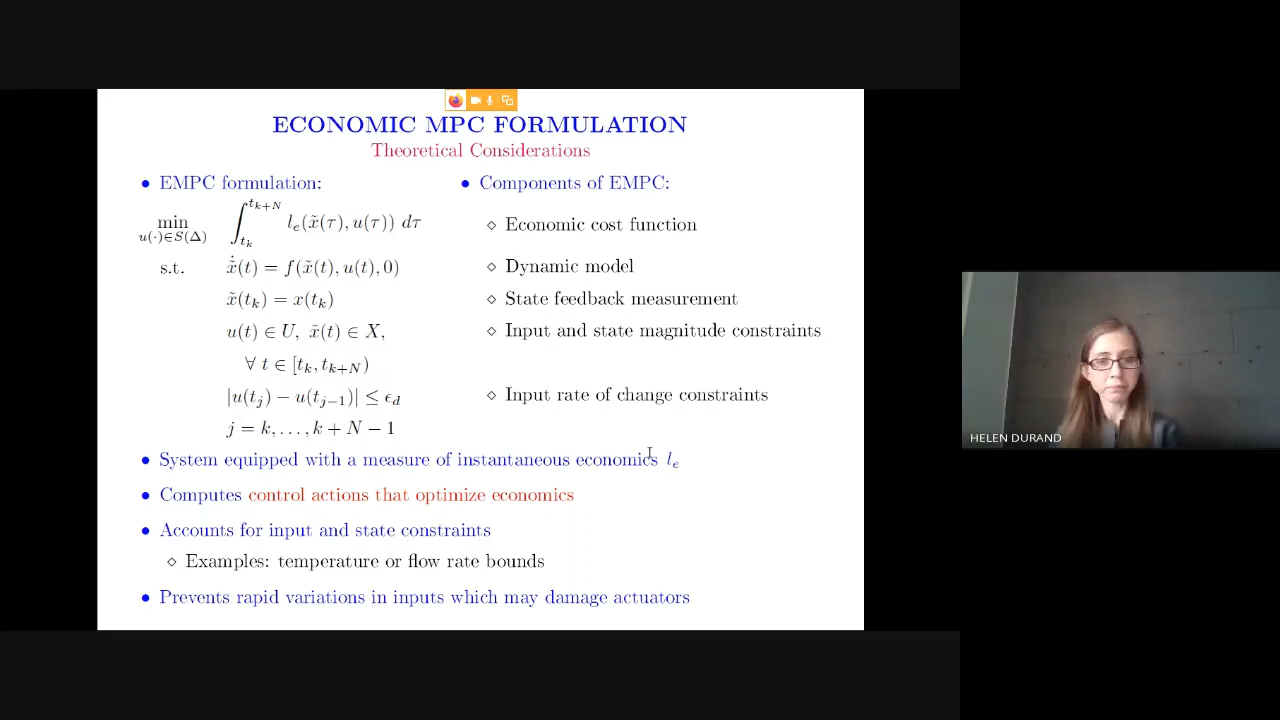 ECONOMIC MPC FORMULATION
Theoretical Considerations
• EMPC formulation:
min u(·)∈S(Δ) ∫_{t_k}^{t_{k+N}} l_e(x̃(τ), u(τ)) dτ
s.t. x̃̇(t) = f(x̃(t), u(t), 0)
x̃(t_k) = x(t_k)
u(t) ∈ U, x̃(t) ∈ X,
∀ t ∈ [t_k, t_{k+N})
|u(t_j) − u(t_{j−1})| ≤ ϵ_d
j = k, . . . , k + N − 1
• Components of EMPC:
⋄ Economic cost function
⋄ Dynamic model
⋄ State feedback measurement
⋄ Input and state magnitude constraints
⋄ Input rate of change constraints
• System equipped with a measure of instantaneous economics l_e
• Computes control actions that optimize economics
• Accounts for input and state constraints
⋄ Examples: temperature or flow rate bounds
• Prevents rapid variations in inputs which may damage actuators
HELEN DURAND